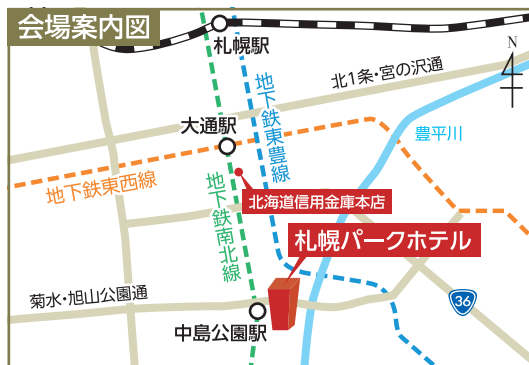 会場案内図
札幌駅
N
北1条・宮の沢通
地下鉄東豊線
大通駅
豊平川
地下鉄東西線
地下鉄南北線
北海道信用金庫本店
札幌パークホテル
菊水・旭山公園通
36
中島公園駅